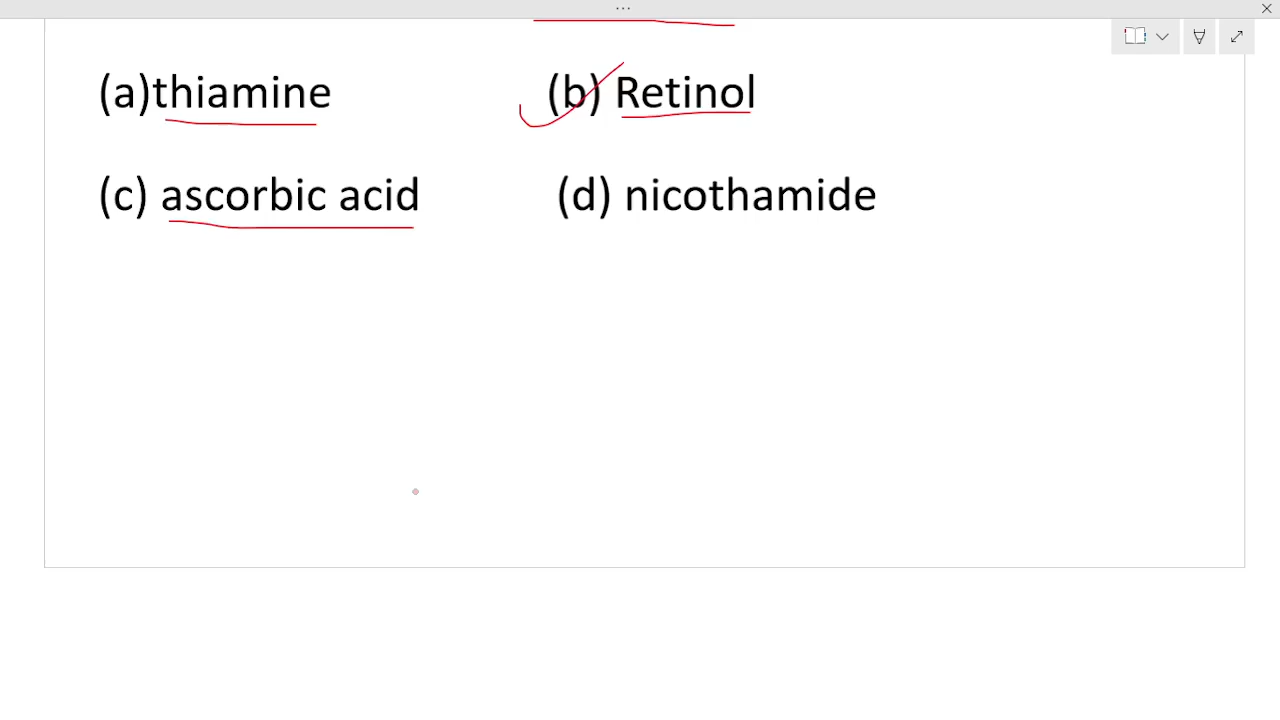 (a)thiamine (b) Retinol
(c) ascorbic acid (d) nicothamide